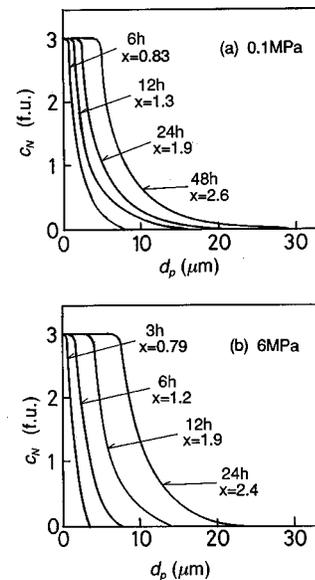 (a) 0.1MPa
c_N (f.u.)
3
2
1
0
6h
x=0.83
12h
x=1.3
24h
x=1.9
48h
x=2.6
0
10
20
30
d_p (μm)
(b) 6MPa
c_N (f.u.)
3
2
1
0
3h
x=0.79
6h
x=1.2
12h
x=1.9
24h
x=2.4
0
10
20
30
d_p (μm)